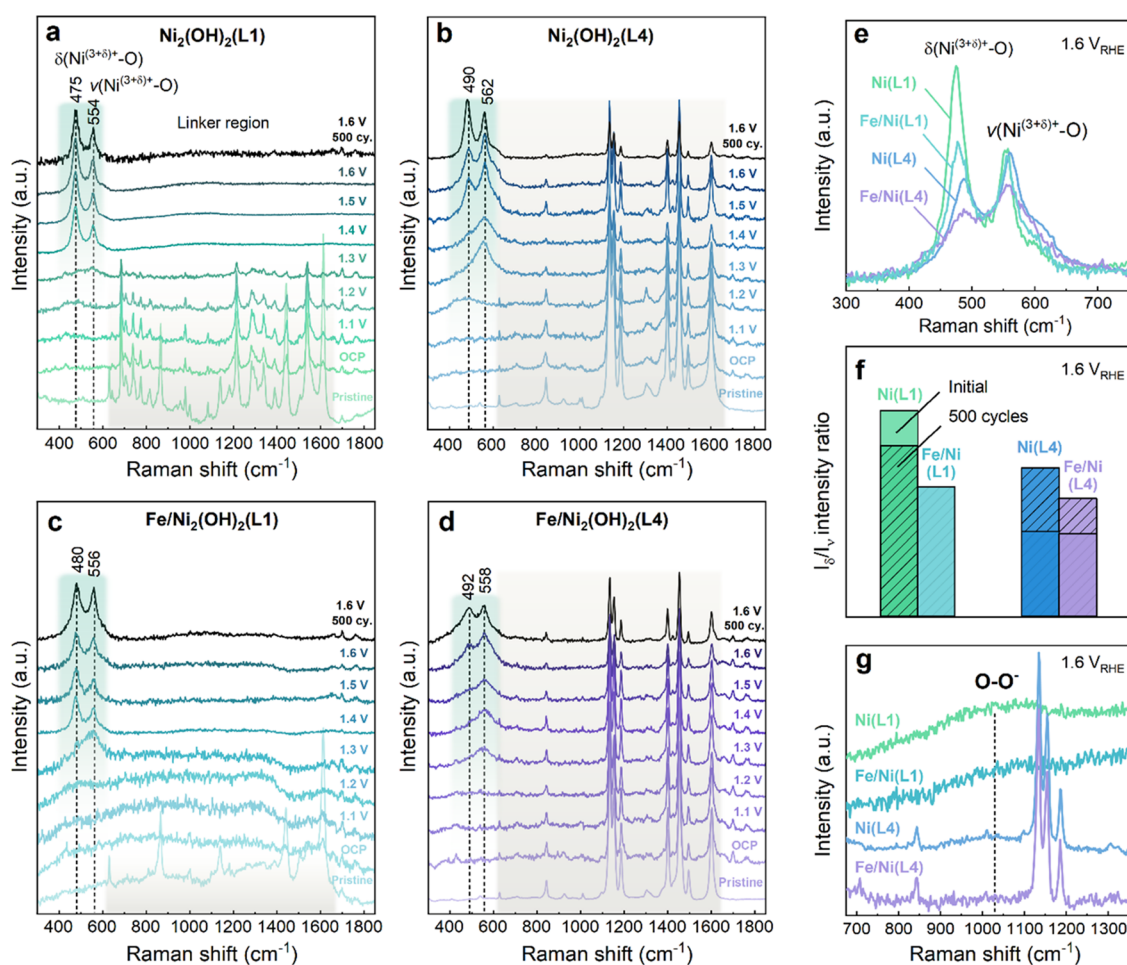 a
Ni₂(OH)₂(L1)
δ(Ni⁽³⁺δ⁾⁺-O)
ν(Ni⁽³⁺δ⁾⁺-O)
475
554
Linker region
1.6 V
500 cy.
1.6 V
1.5 V
1.4 V
1.3 V
1.2 V
1.1 V
OCP
Pristine
Intensity (a.u.)
400 600 800 1000 1200 1400 1600 1800
Raman shift (cm⁻¹)
b
Ni₂(OH)₂(L4)
490
562
1.6 V
500 cy.
1.6 V
1.5 V
1.4 V
1.3 V
1.2 V
1.1 V
OCP
Pristine
Intensity (a.u.)
400 600 800 1000 1200 1400 1600 1800
Raman shift (cm⁻¹)
c
Fe/Ni₂(OH)₂(L1)
480
556
1.6 V
500 cy.
1.6 V
1.5 V
1.4 V
1.3 V
1.2 V
1.1 V
OCP
Pristine
Intensity (a.u.)
400 600 800 1000 1200 1400 1600 1800
Raman shift (cm⁻¹)
d
Fe/Ni₂(OH)₂(L4)
492
558
1.6 V
500 cy.
1.6 V
1.5 V
1.4 V
1.3 V
1.2 V
1.1 V
OCP
Pristine
Intensity (a.u.)
400 600 800 1000 1200 1400 1600 1800
Raman shift (cm⁻¹)
e
1.6 V_RHE
δ(Ni⁽³⁺δ⁾⁺-O)
Ni(L1)
Fe/Ni(L1)
Ni(L4)
Fe/Ni(L4)
ν(Ni⁽³⁺δ⁾⁺-O)
Intensity (a.u.)
300 400 500 600 700
Raman shift (cm⁻¹)
f
1.6 V_RHE
Ni(L1)
Initial
500 cycles
Fe/Ni
(L1)
Ni(L4)
Fe/Ni
(L4)
I_δ/I_ν intensity ratio
g
1.6 V_RHE
O-O⁻
Ni(L1)
Fe/Ni(L1)
Ni(L4)
Fe/Ni(L4)
Intensity (a.u.)
700 800 900 1000 1100 1200 1300
Raman shift (cm⁻¹)